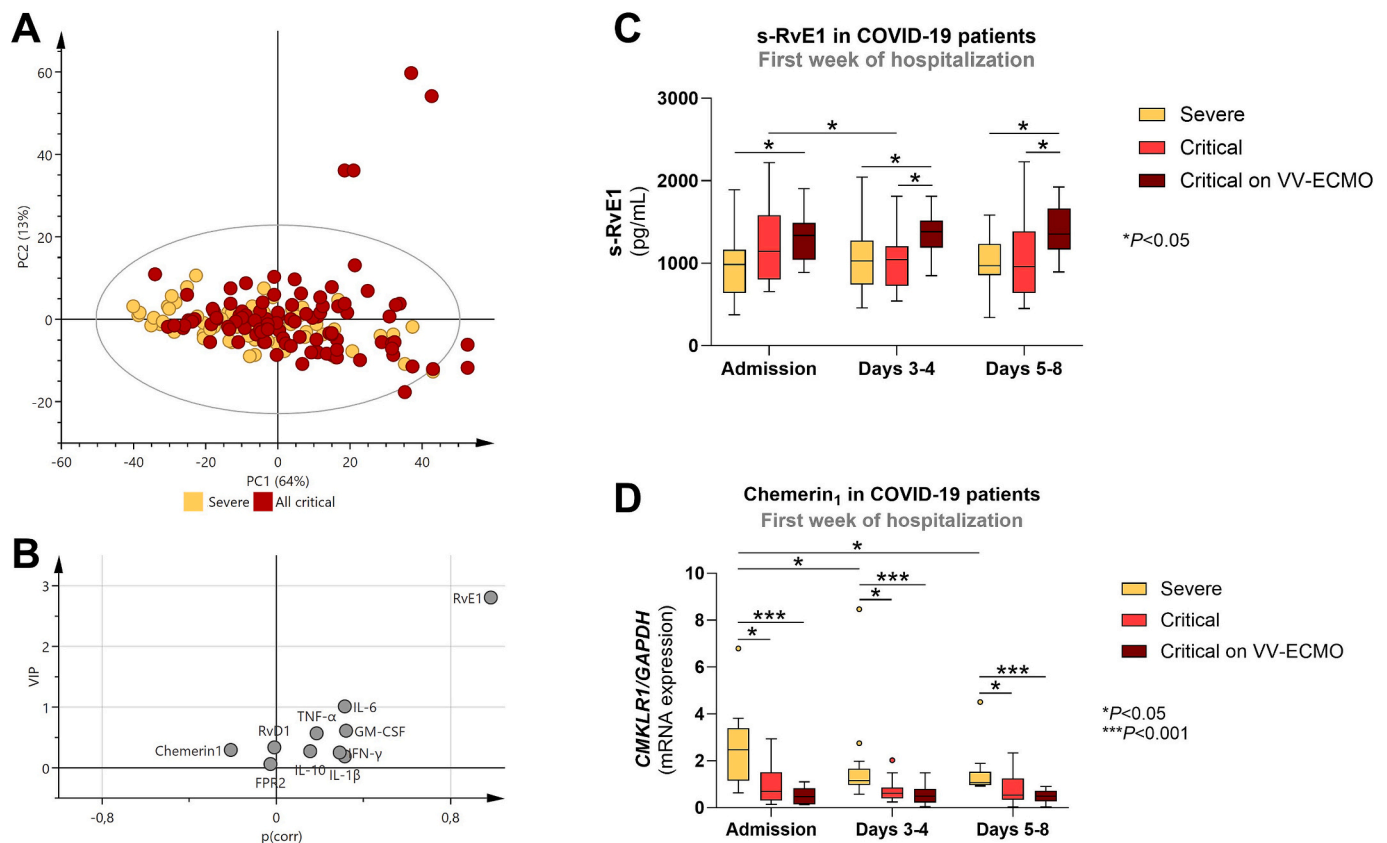 A
60
40
20
0
-20
PC2 (13%)
-60
-40
-20
0
20
40
PC1 (64%)
Severe
All critical
B
3
2
1
0
VIP
RvE1
IL-6
TNF-α
GM-CSF
RvD1
Chemerin1
IFN-γ
IL-10
IL-1β
FPR2
-0,8
0
0,8
p(corr)
C
s-RvE1 in COVID-19 patients
First week of hospitalization
3000
2000
1000
0
s-RvE1
(pg/mL)
*
*
*
*
*
*
Admission
Days 3-4
Days 5-8
Severe
Critical
Critical on VV-ECMO
*P<0.05
D
Chemerin1 in COVID-19 patients
First week of hospitalization
10
8
6
4
2
0
CMKLR1/GAPDH
(mRNA expression)
*
*
***
*
***
*
***
*
Admission
Days 3-4
Days 5-8
Severe
Critical
Critical on VV-ECMO
*P<0.05
***P<0.001